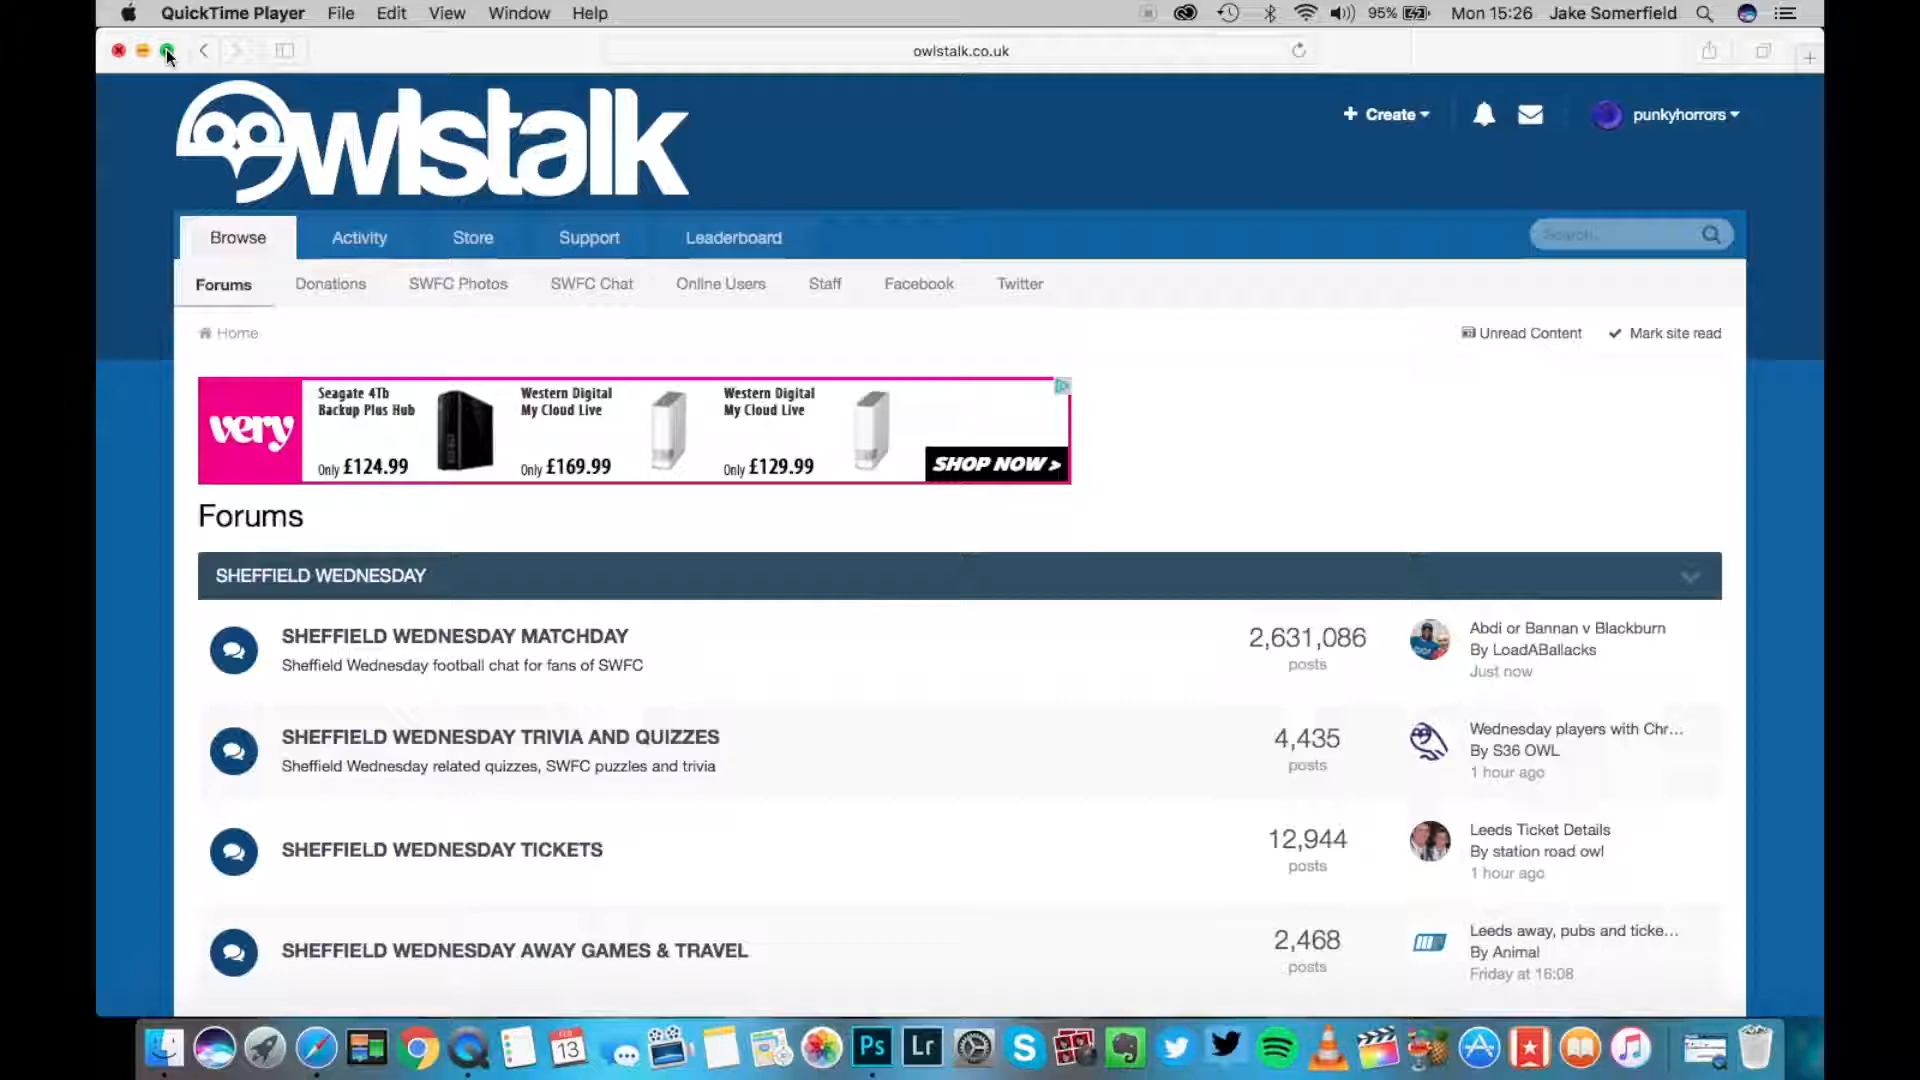 QuickTime Player File Edit View Window Help 95% Mon 15:26 Jake Somerfield
owlstalk.co.uk
owlstalk
+ Create punkyhorrors
Browse Activity Store Support Leaderboard Search...
Forums Donations SWFC Photos SWFC Chat Online Users Staff Facebook Twitter
Home Unread Content Mark site read
very
Seagate 4Tb
Backup Plus Hub
Only £124.99
Western Digital
My Cloud Live
Only £169.99
Western Digital
My Cloud Live
Only £129.99
SHOP NOW >
Forums
SHEFFIELD WEDNESDAY
SHEFFIELD WEDNESDAY MATCHDAY
Sheffield Wednesday football chat for fans of SWFC
2,631,086
posts
Abdi or Bannan v Blackburn
By LoadABallacks
Just now
SHEFFIELD WEDNESDAY TRIVIA AND QUIZZES
Sheffield Wednesday related quizzes, SWFC puzzles and trivia
4,435
posts
Wednesday players with Chr...
By S36 OWL
1 hour ago
SHEFFIELD WEDNESDAY TICKETS
12,944
posts
Leeds Ticket Details
By station road owl
1 hour ago
SHEFFIELD WEDNESDAY AWAY GAMES & TRAVEL
2,468
posts
Leeds away, pubs and ticke...
By Animal
Friday at 16:08
FEB
13
Ps Lr